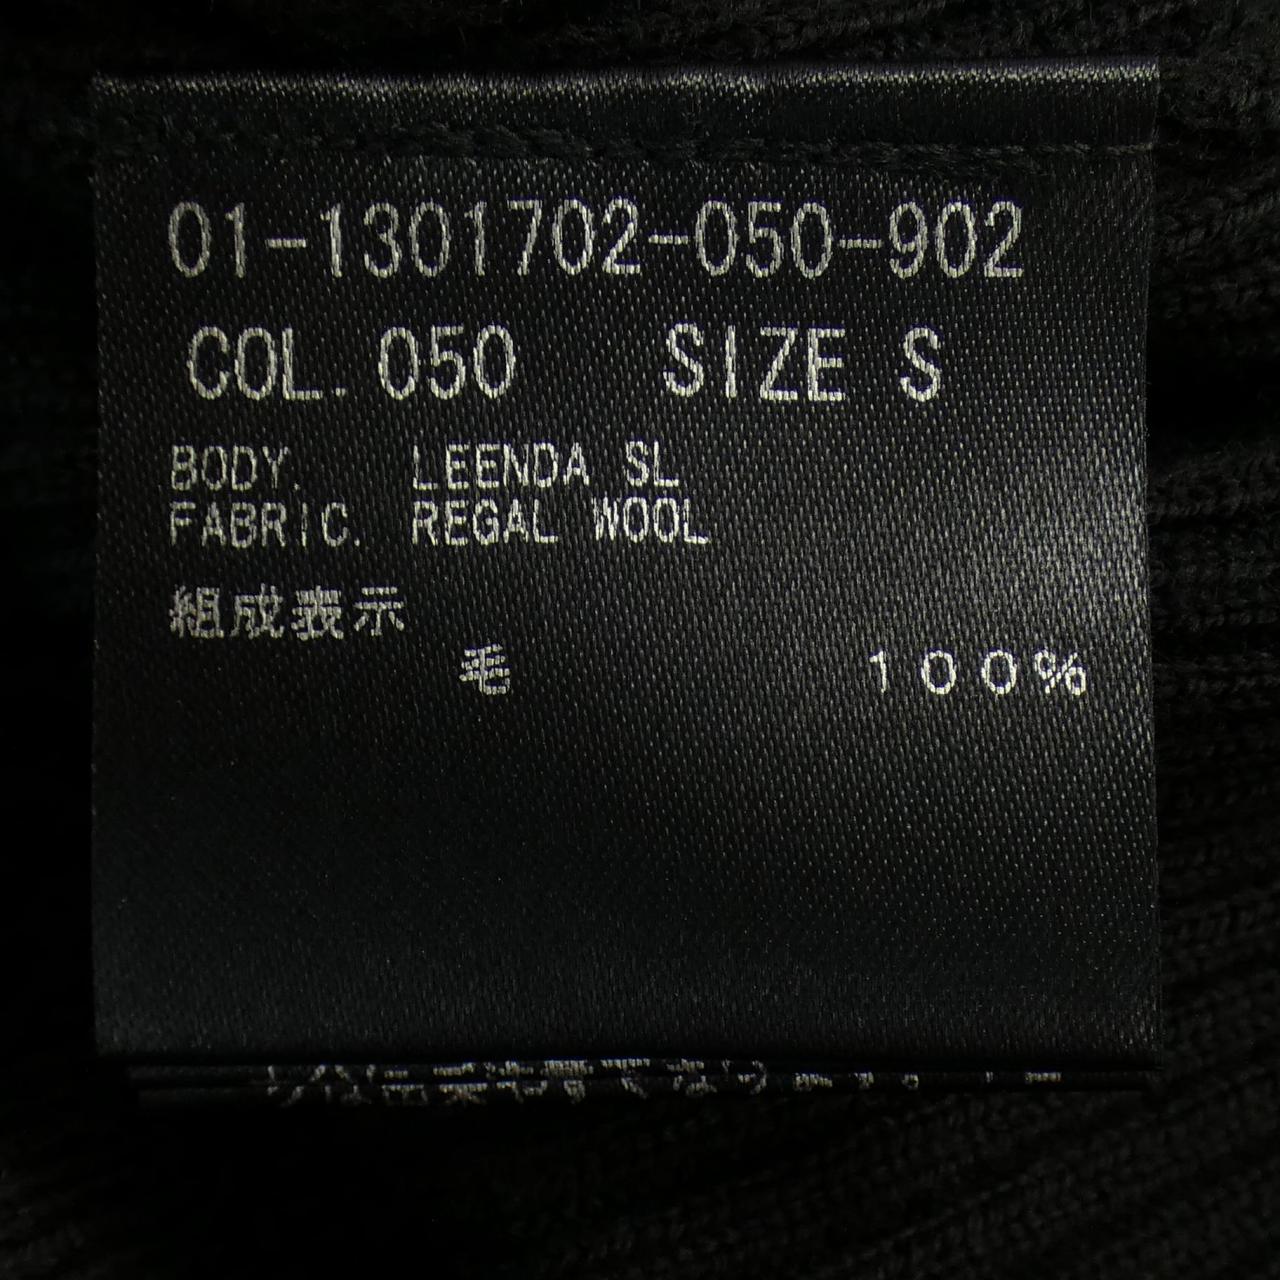 01-1301702-050-902
COL. 050 SIZE S
BODY. LEENDA SL
FABRIC. REGAL WOOL
組成表示
毛 100%